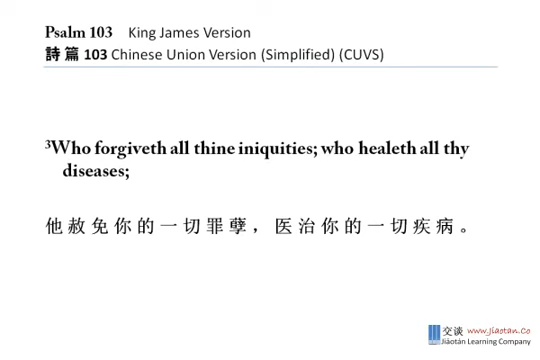 Psalm 103 King James Version
詩 篇 103 Chinese Union Version (Simplified) (CUVS)
³Who forgiveth all thine iniquities; who healeth all thy
diseases;
他 赦 免 你 的 一 切 罪 孽 ， 医 治 你 的 一 切 疾 病 。
交谈 www.jiaotan.Co
Jiāotán Learning Company